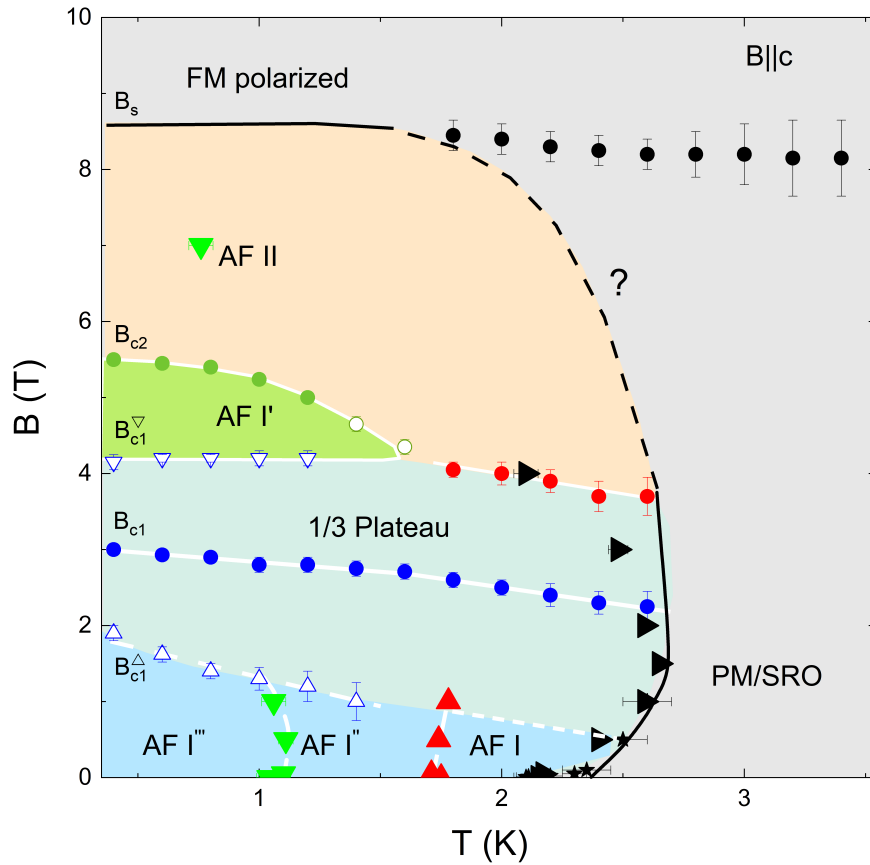 10
B||c
FM polarized
Bs
8
AF II
?
6
Bc2
AF I'
Bc1▽
4
1/3 Plateau
Bc1
2
PM/SRO
Bc1△
AF I'''
AF I''
AF I
0
1
2
3
B (T)
T (K)